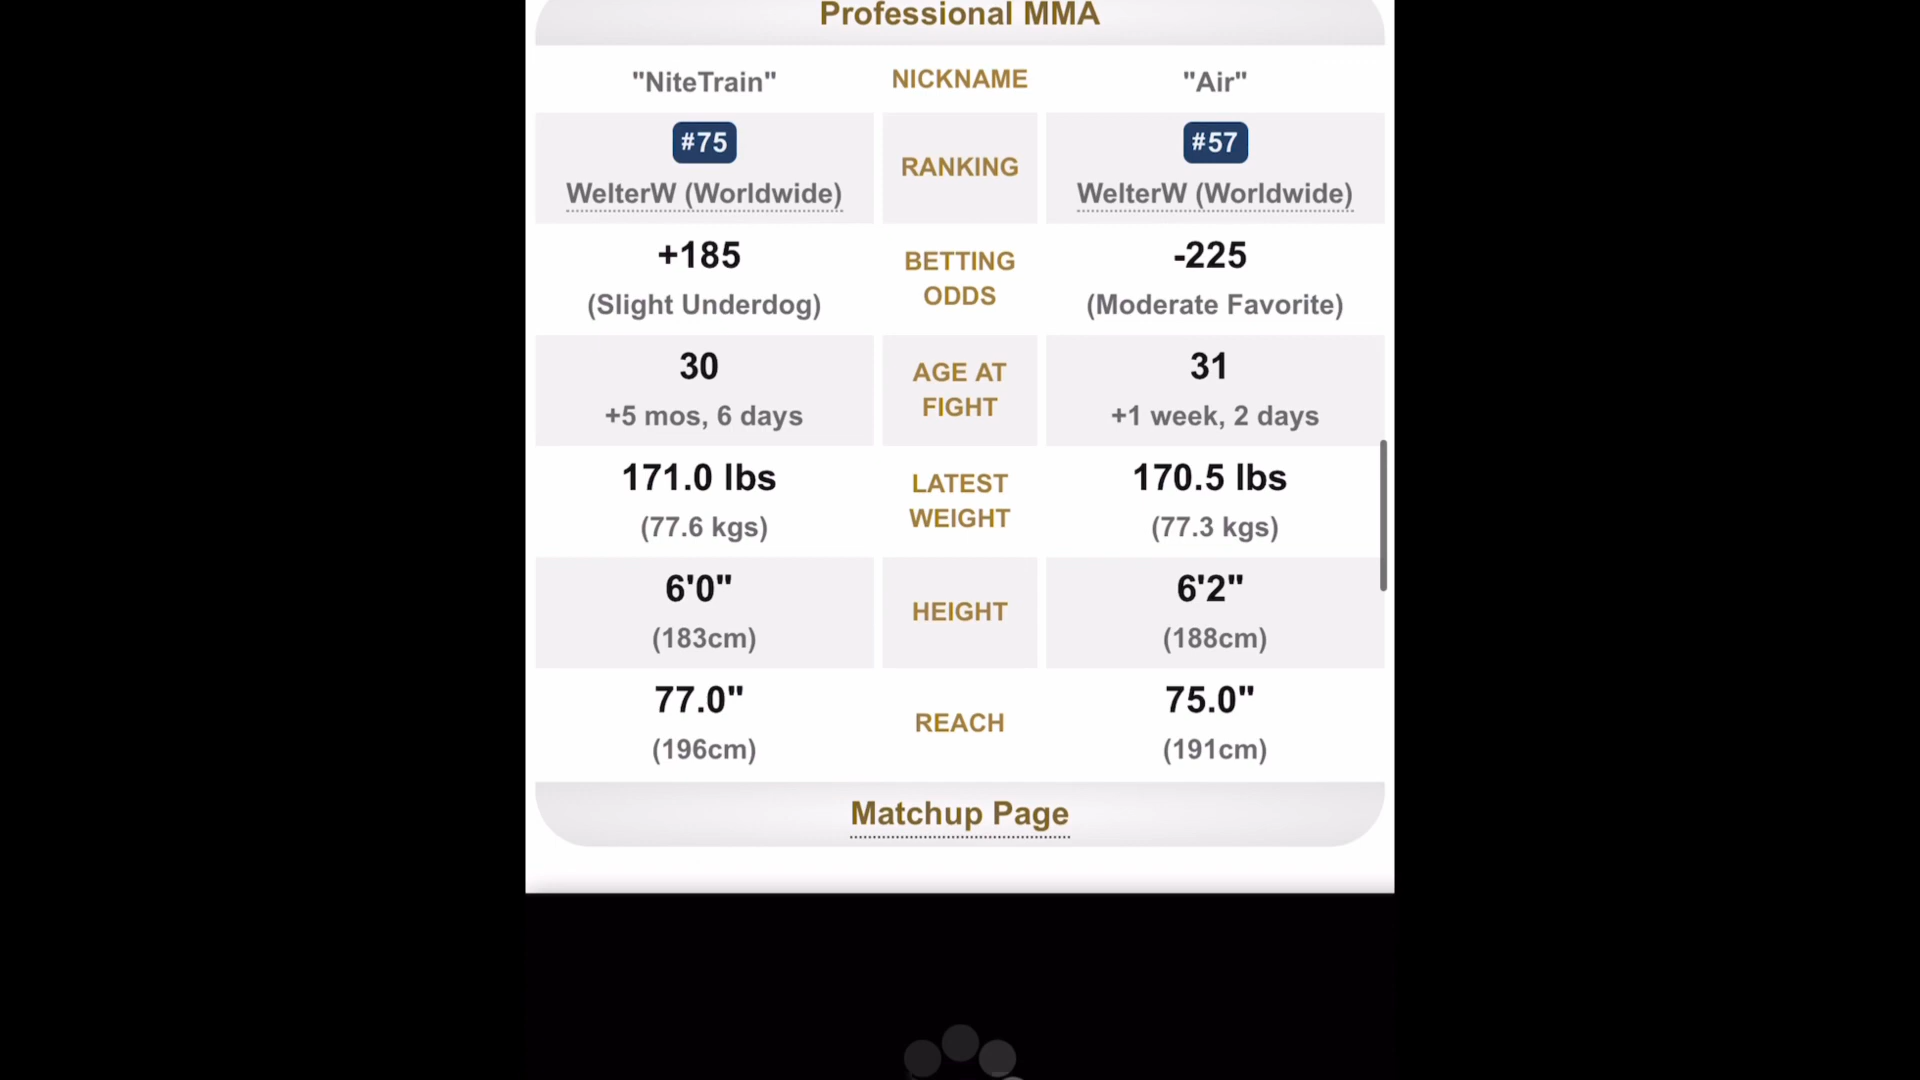 Professional MMA
"NiteTrain" NICKNAME "Air"
#75 #57
RANKING
WelterW (Worldwide) WelterW (Worldwide)
+185 BETTING ODDS -225
(Slight Underdog) (Moderate Favorite)
30 AGE AT FIGHT 31
+5 mos, 6 days +1 week, 2 days
171.0 lbs LATEST WEIGHT 170.5 lbs
(77.6 kgs) (77.3 kgs)
6'0" HEIGHT 6'2"
(183cm) (188cm)
77.0" REACH 75.0"
(196cm) (191cm)
Matchup Page